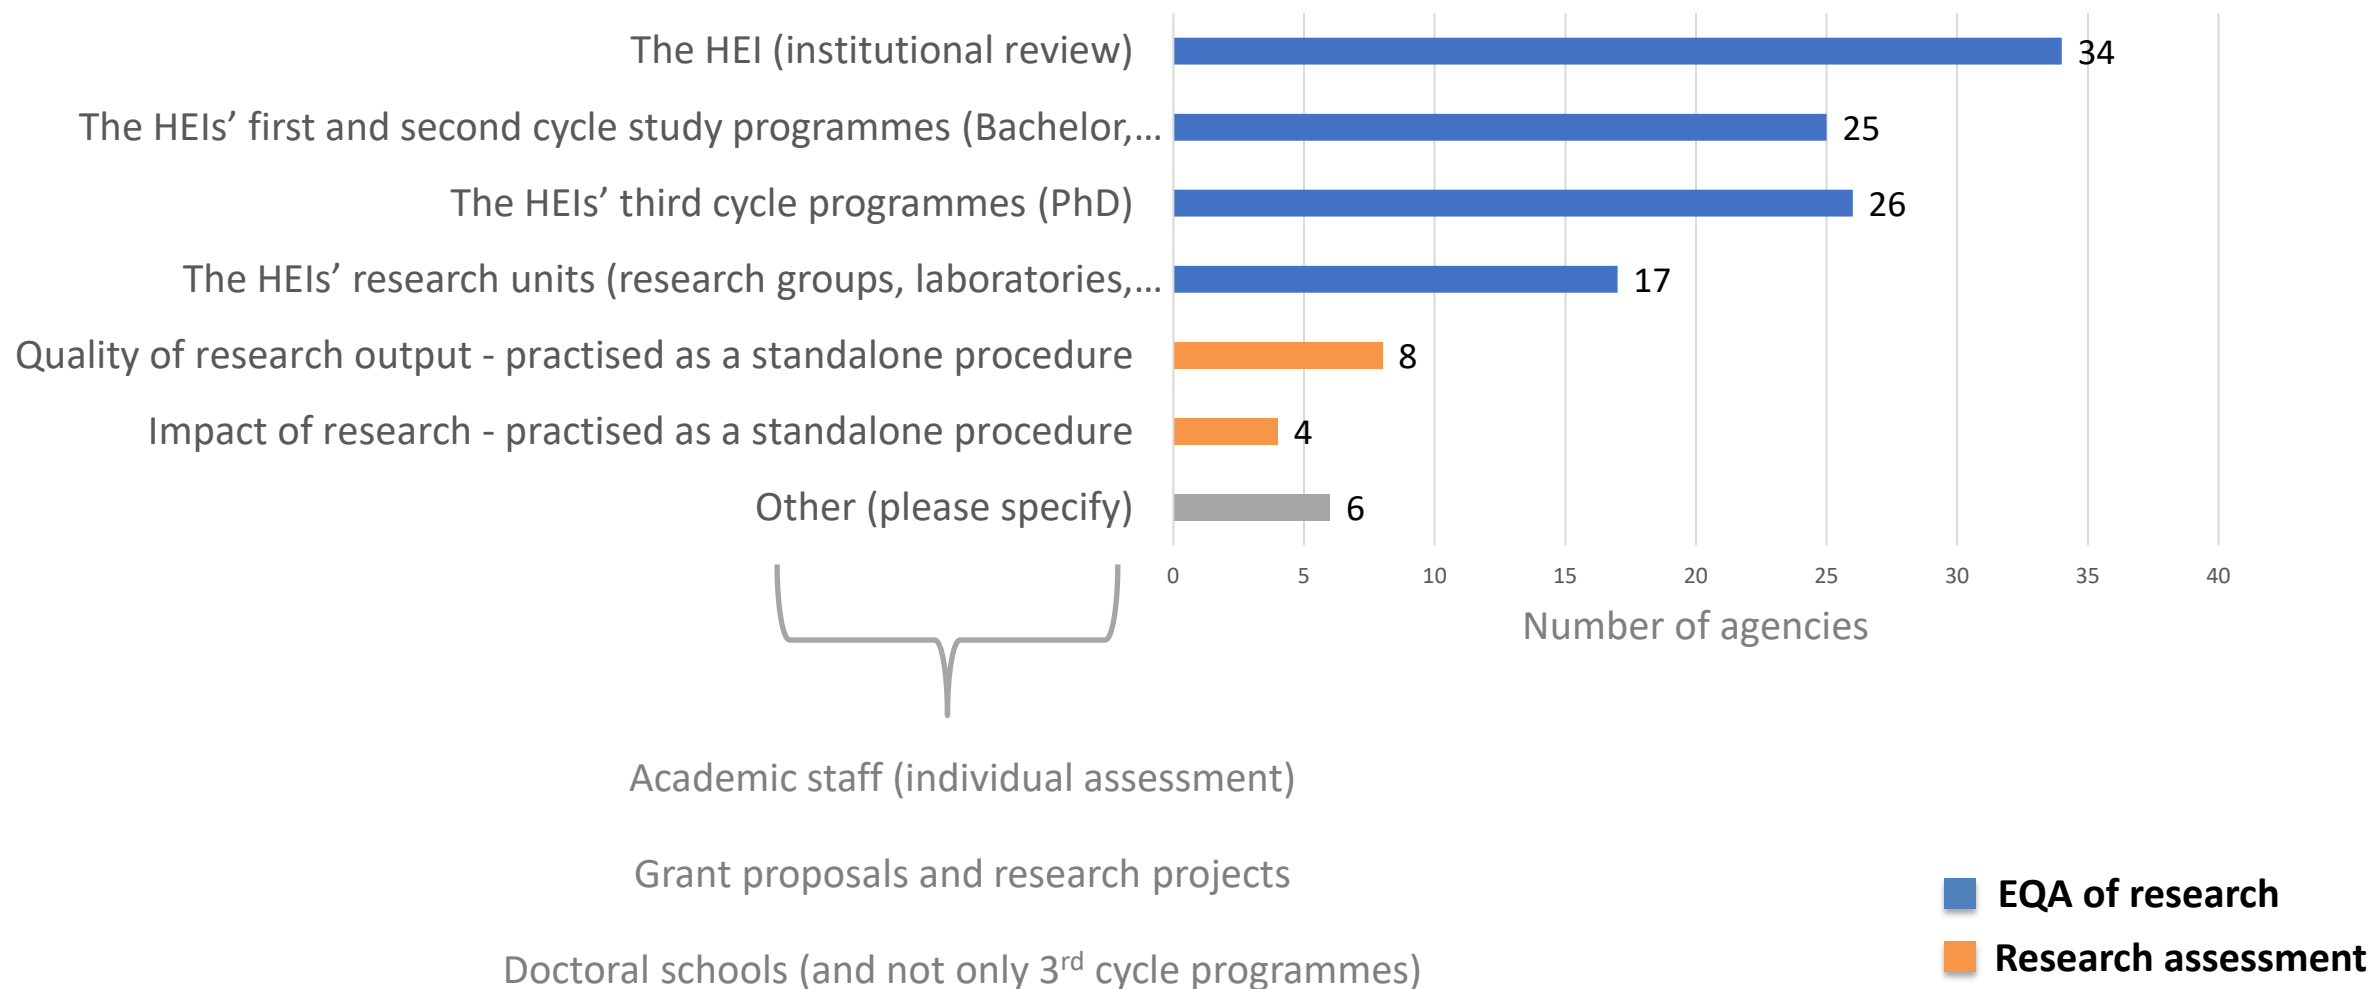 The HEI (institutional review)
34
The HEIs’ first and second cycle study programmes (Bachelor,…
25
The HEIs’ third cycle programmes (PhD)
26
The HEIs’ research units (research groups, laboratories,…
17
Quality of research output - practised as a standalone procedure
8
Impact of research - practised as a standalone procedure
4
Other (please specify)
6
0 5 10 15 20 25 30 35 40
Number of agencies
Academic staff (individual assessment)
Grant proposals and research projects
Doctoral schools (and not only 3rd cycle programmes)
EQA of research
Research assessment